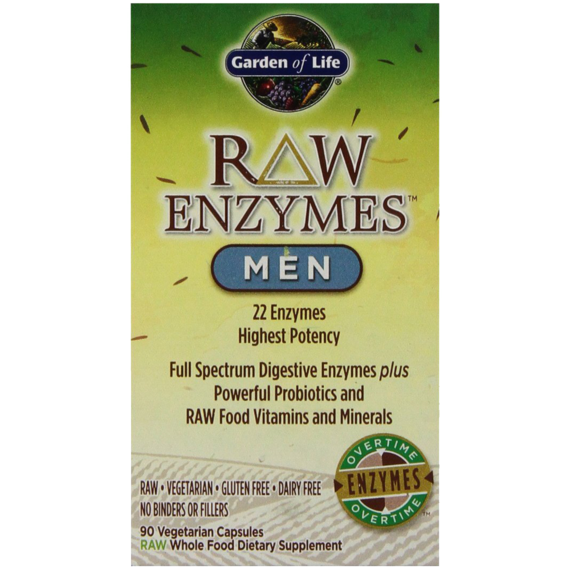 Garden of Life®
RAW
ENZYMES™
MEN
22 Enzymes
Highest Potency
Full Spectrum Digestive Enzymes plus
Powerful Probiotics and
RAW Food Vitamins and Minerals
OVERTIME
ENZYMES
OVERTIME
™
RAW • VEGETARIAN • GLUTEN FREE • DAIRY FREE
NO BINDERS OR FILLERS
90 Vegetarian Capsules
RAW Whole Food Dietary Supplement